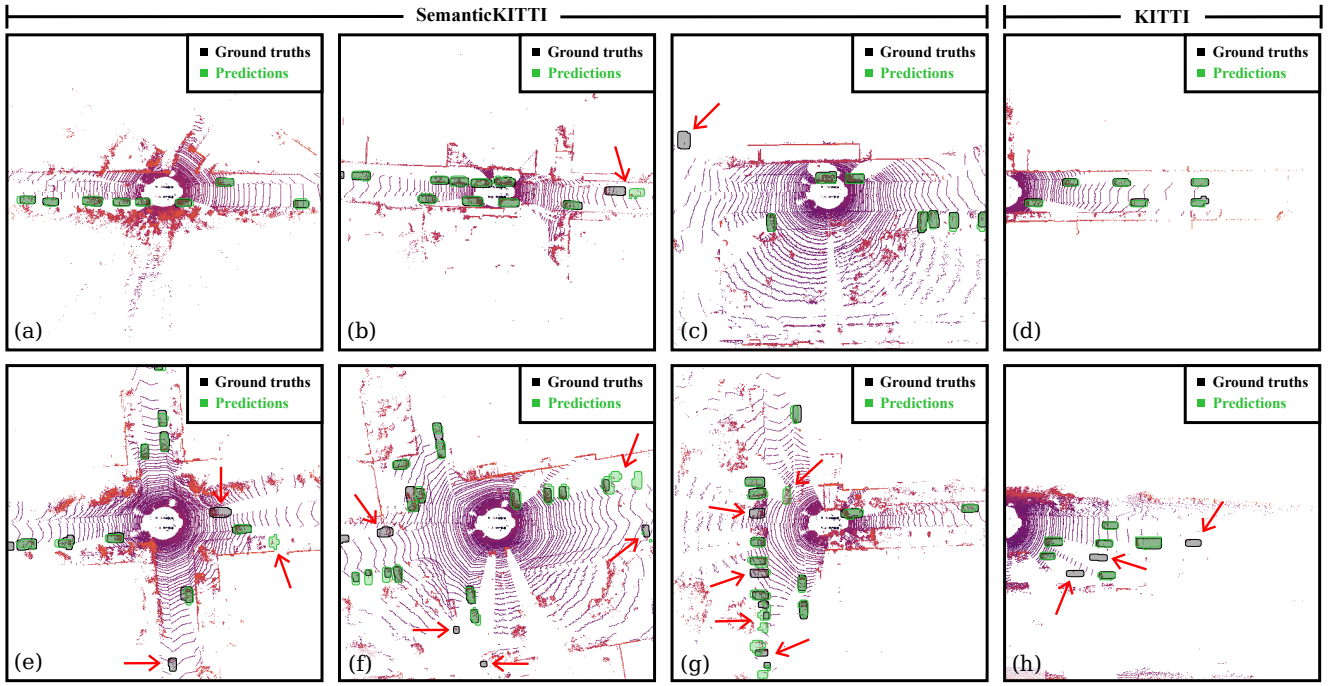 SemanticKITTI
KITTI
Ground truths
Predictions
(a)
Ground truths
Predictions
(b)
Ground truths
Predictions
(c)
Ground truths
Predictions
(d)
Ground truths
Predictions
(e)
Ground truths
Predictions
(f)
Ground truths
Predictions
(g)
Ground truths
Predictions
(h)